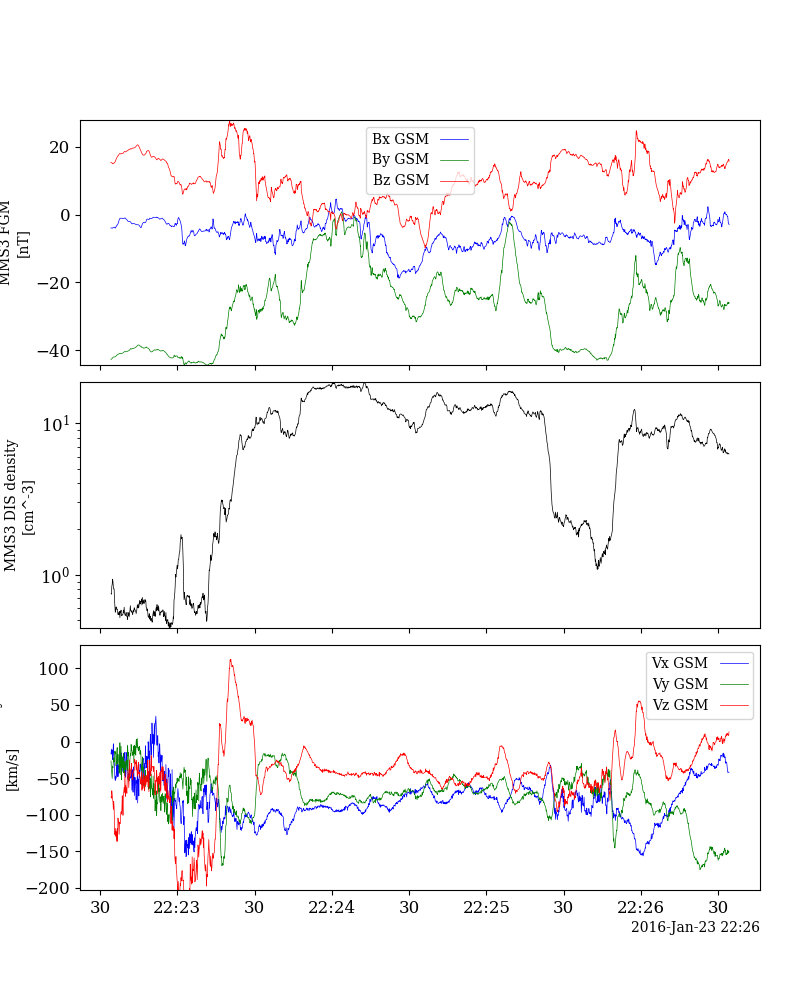 20
0
−20
−40
MMS3 FGM
[nT]
Bx GSM
By GSM
Bz GSM
10^1
10^0
MMS3 DIS density
[cm^-3]
100
50
0
−50
−100
−150
−200
[km/s]
Vx GSM
Vy GSM
Vz GSM
30 22:23 30 22:24 30 22:25 30 22:26 30
2016-Jan-23 22:26